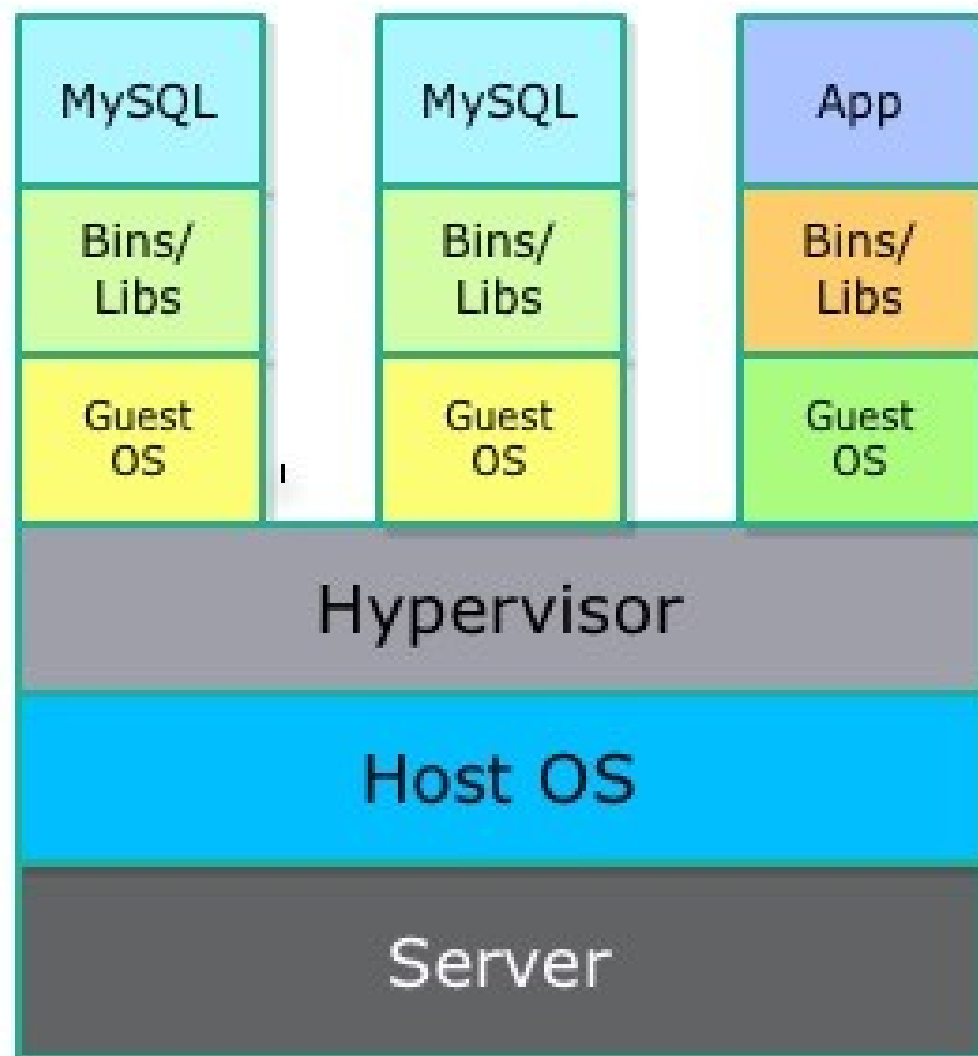 MySQL
MySQL
App
Bins/
Libs
Bins/
Libs
Bins/
Libs
Guest
OS
Guest
OS
Guest
OS
Hypervisor
Host OS
Server